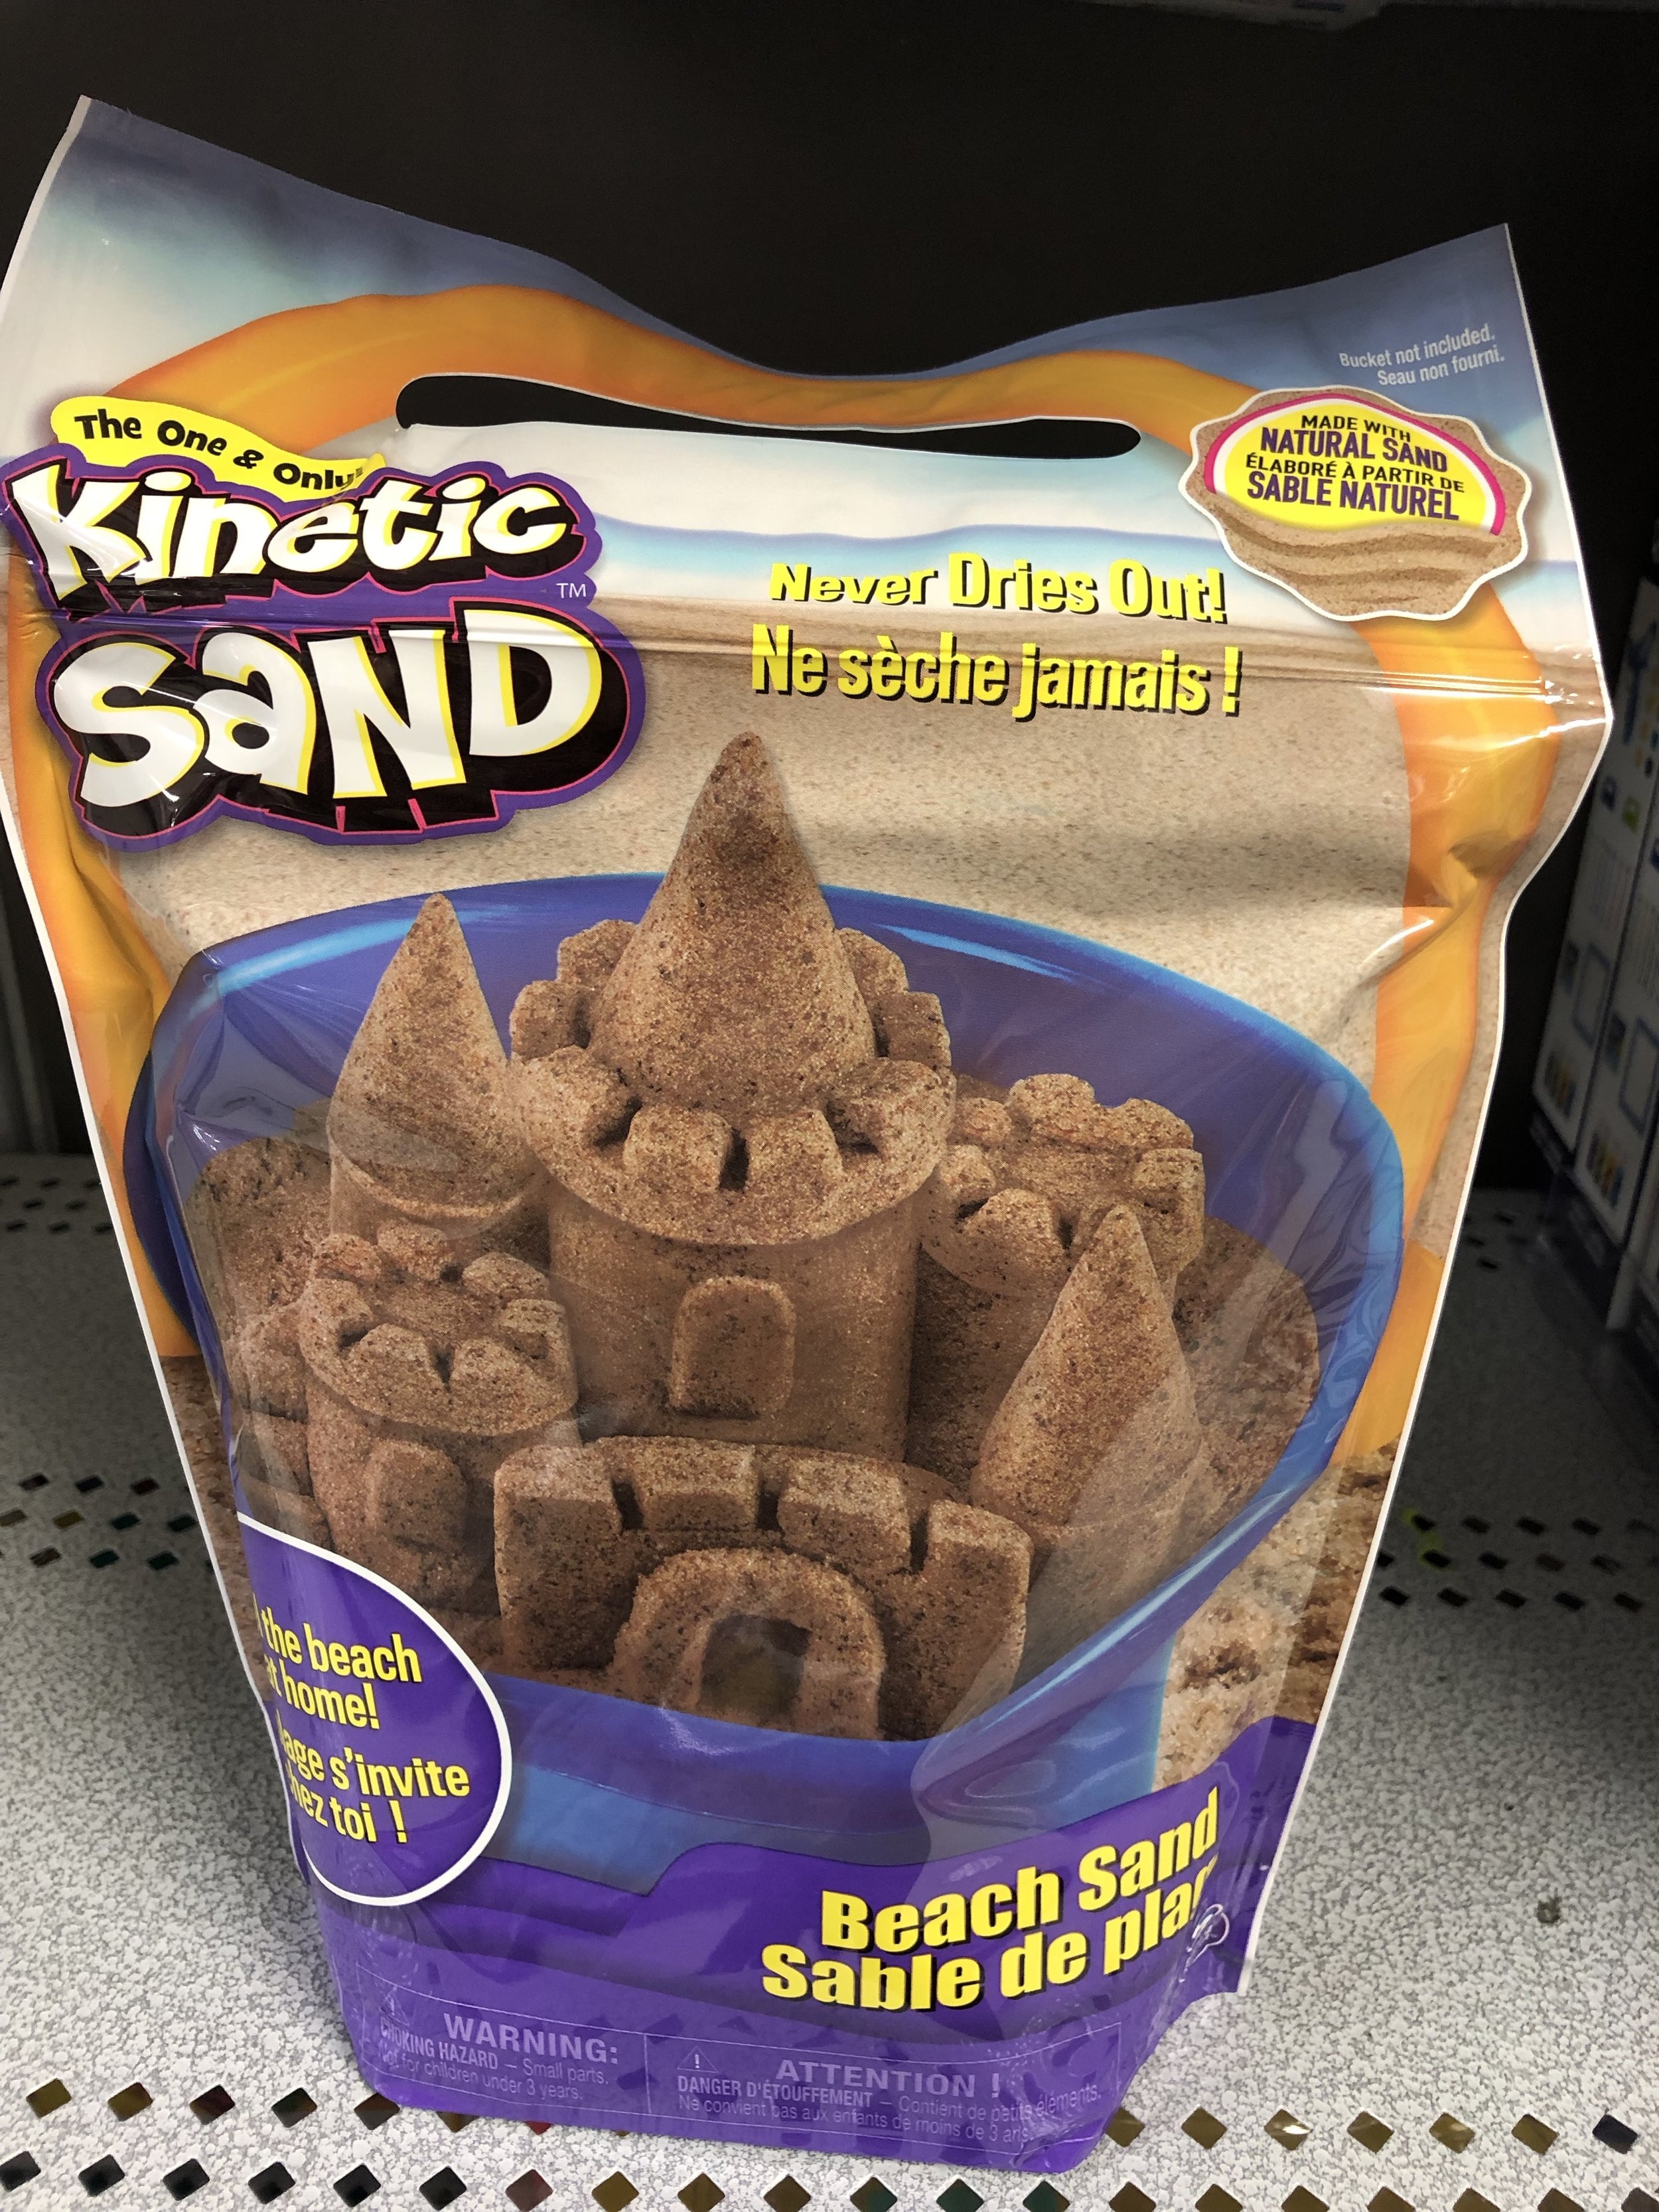 Bucket not included.
Seau non fourni.
MADE WITH
NATURAL SAND
ÉLABORÉ À PARTIR DE
SABLE NATUREL
The One & Only
Kinetic
SAND
TM
Never Dries Out!
Ne sèche jamais !
the beach
home!
s'invite
toi !
Beach Sand
Sable de
WARNING:
CHOKING HAZARD – Small parts.
Not for children under 3 years.
ATTENTION !
DANGER D'ÉTOUFFEMENT – Contient de petits éléments.
Ne convient pas aux enfants de moins de 3 ans.